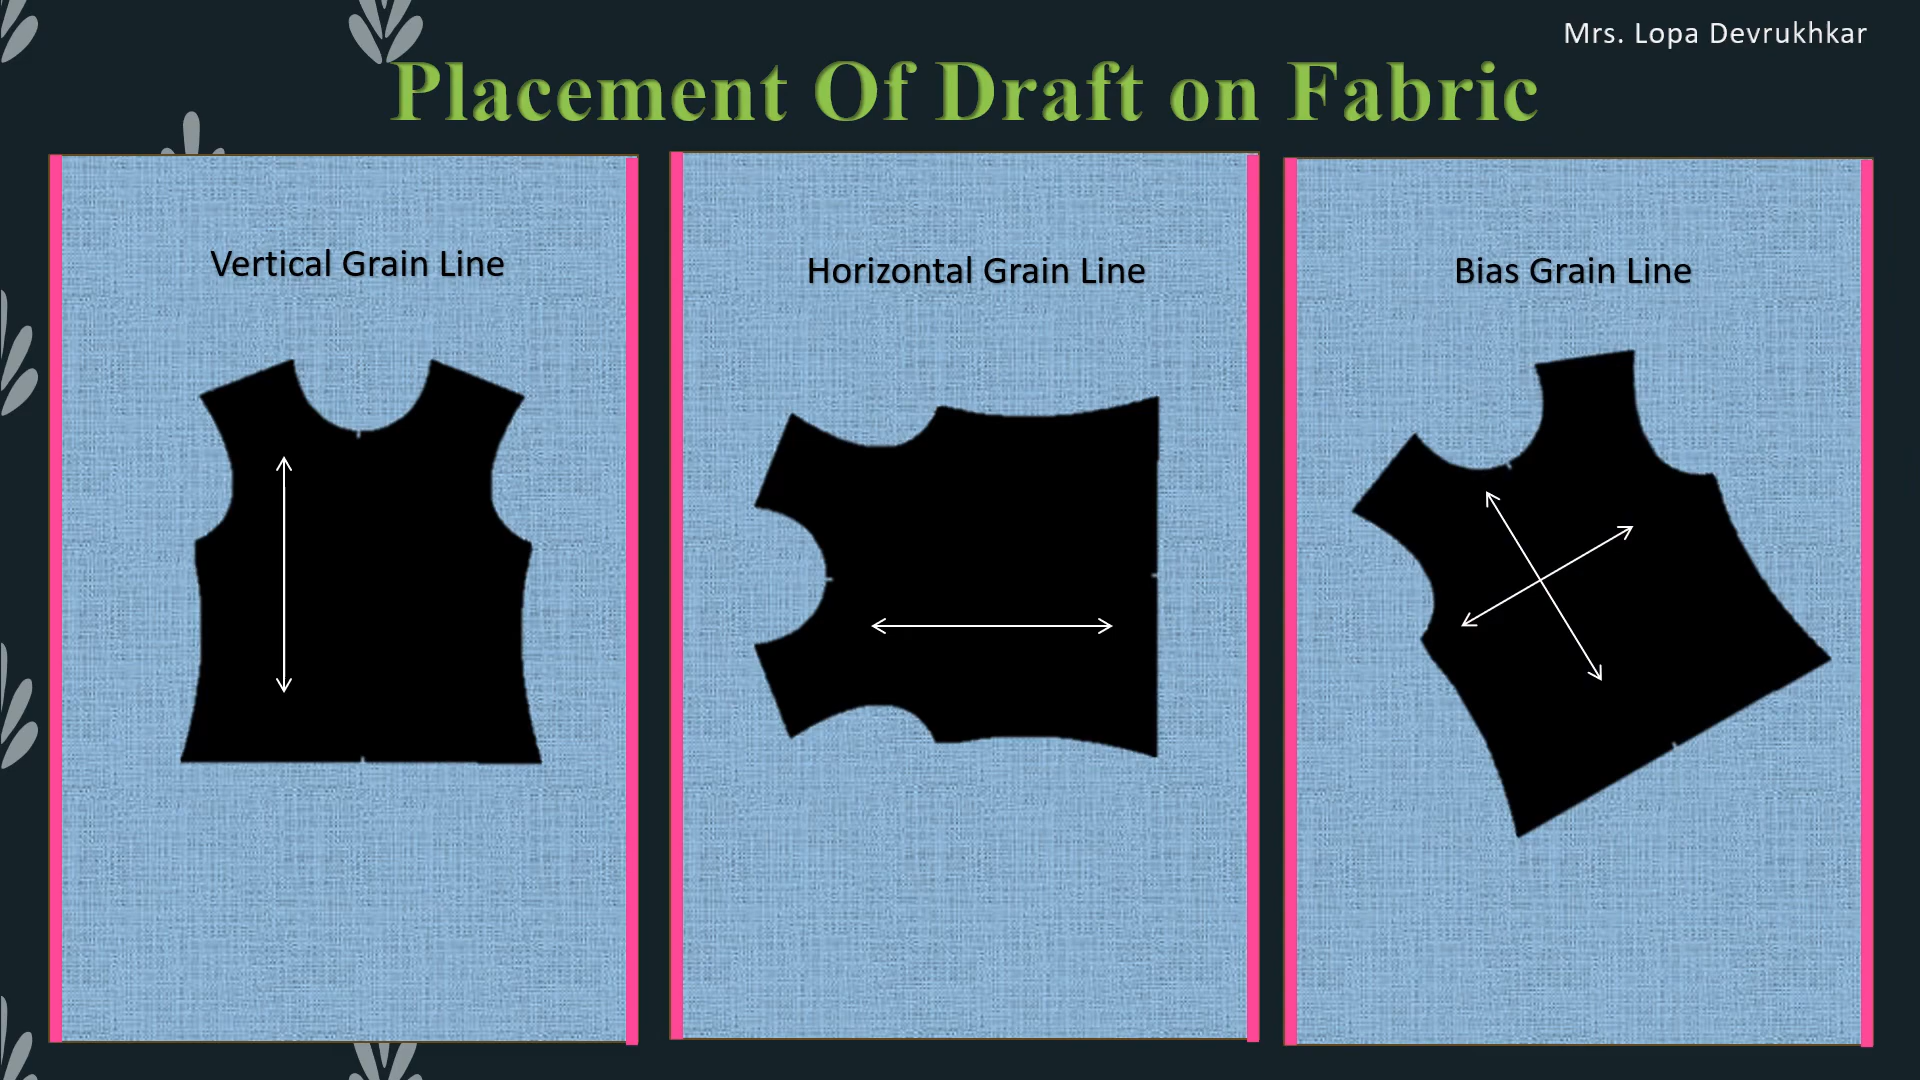 Mrs. Lopa Devrukhkar
Placement Of Draft on Fabric
Vertical Grain Line
Horizontal Grain Line
Bias Grain Line